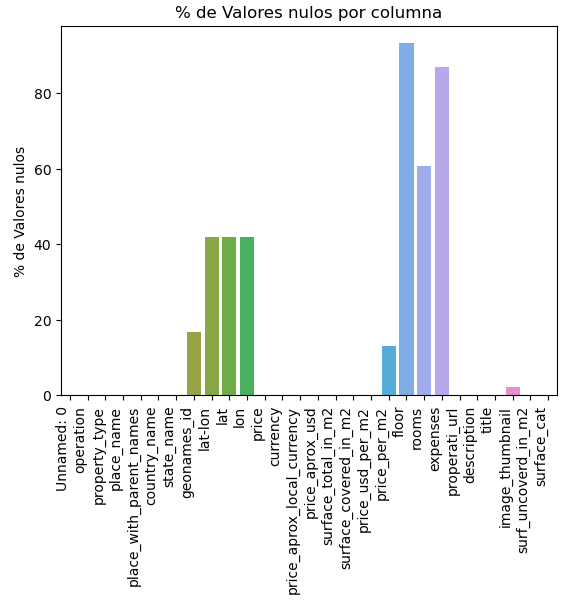 % de Valores nulos por columna
% de Valores nulos
80
60
40
20
0
Unnamed: 0
operation
property_type
place_name
place_with_parent_names
country_name
state_name
geonames_id
lat-lon
lat
lon
price
currency
price_aprox_local_currency
price_aprox_usd
surface_total_in_m2
surface_covered_in_m2
price_usd_per_m2
price_per_m2
floor
rooms
expenses
properati_url
description
title
image_thumbnail
surf_uncoverd_in_m2
surface_cat